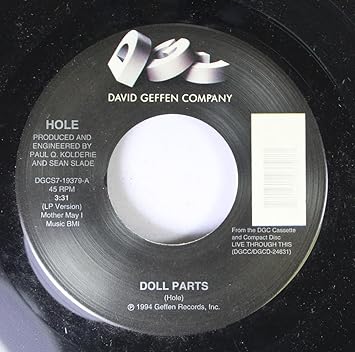 DGC
DAVID GEFFEN COMPANY
HOLE
PRODUCED AND
ENGINEERED BY
PAUL Q. KOLDERIE
AND SEAN SLADE
DGCS7-19379-A
45 RPM
3:31
(LP Version)
Mother May I
Music BMI
From the DGC Cassette
and Compact Disc
LIVE THROUGH THIS
(DGCC/DGCD-24631)
DOLL PARTS
(Hole)
℗ 1994 Geffen Records, Inc.